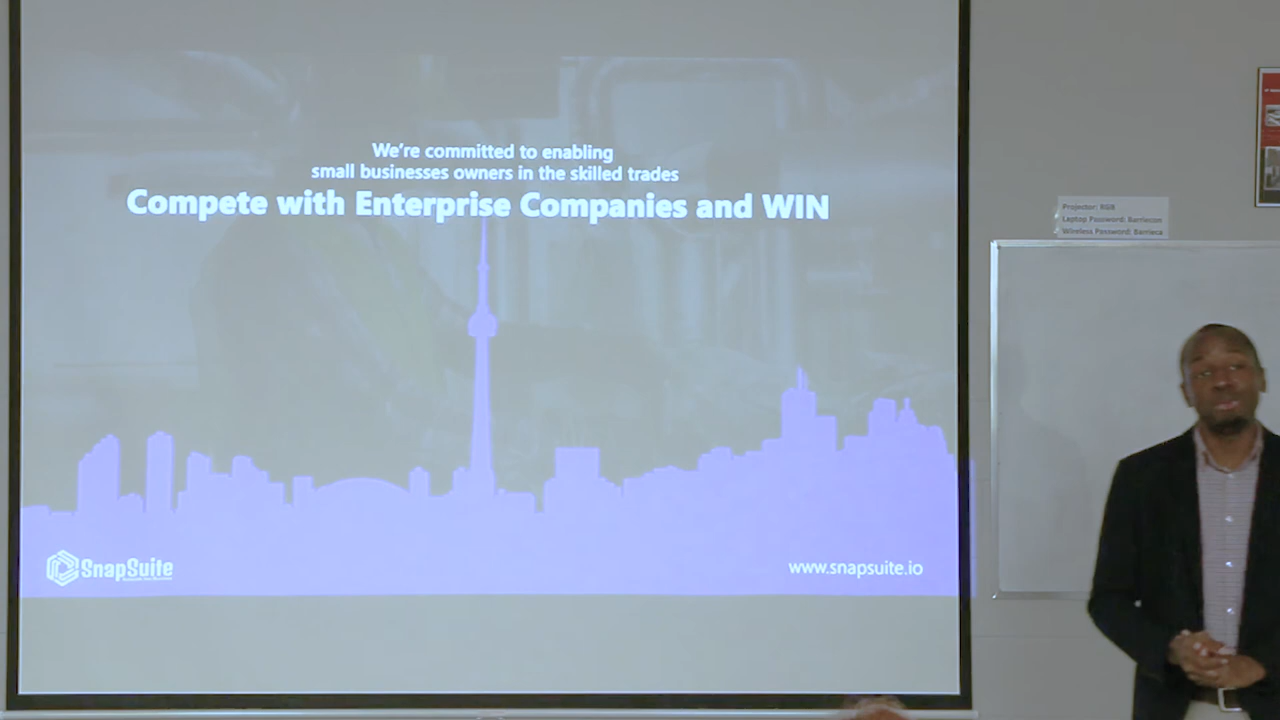 We're committed to enabling
small businesses owners in the skilled trades
Compete with Enterprise Companies and WIN
Projector: RGB
Laptop Password: Barriecon
Wireless Password: Barrieca
SnapSuite
www.snapsuite.io